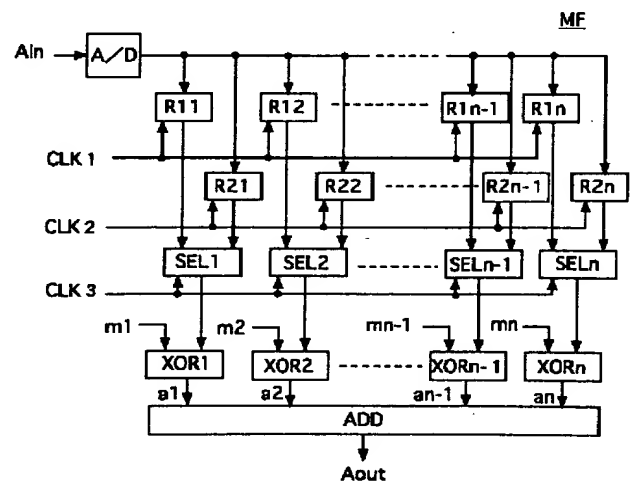 MF
Ain A/D
R11 R12 R1n-1 R1n
CLK 1
R21 R22 R2n-1 R2n
CLK 2
SEL1 SEL2 SELn-1 SELn
CLK 3
m1 m2 mn-1 mn
XOR1 XOR2 XORn-1 XORn
a1 a2 an-1 an
ADD
Aout